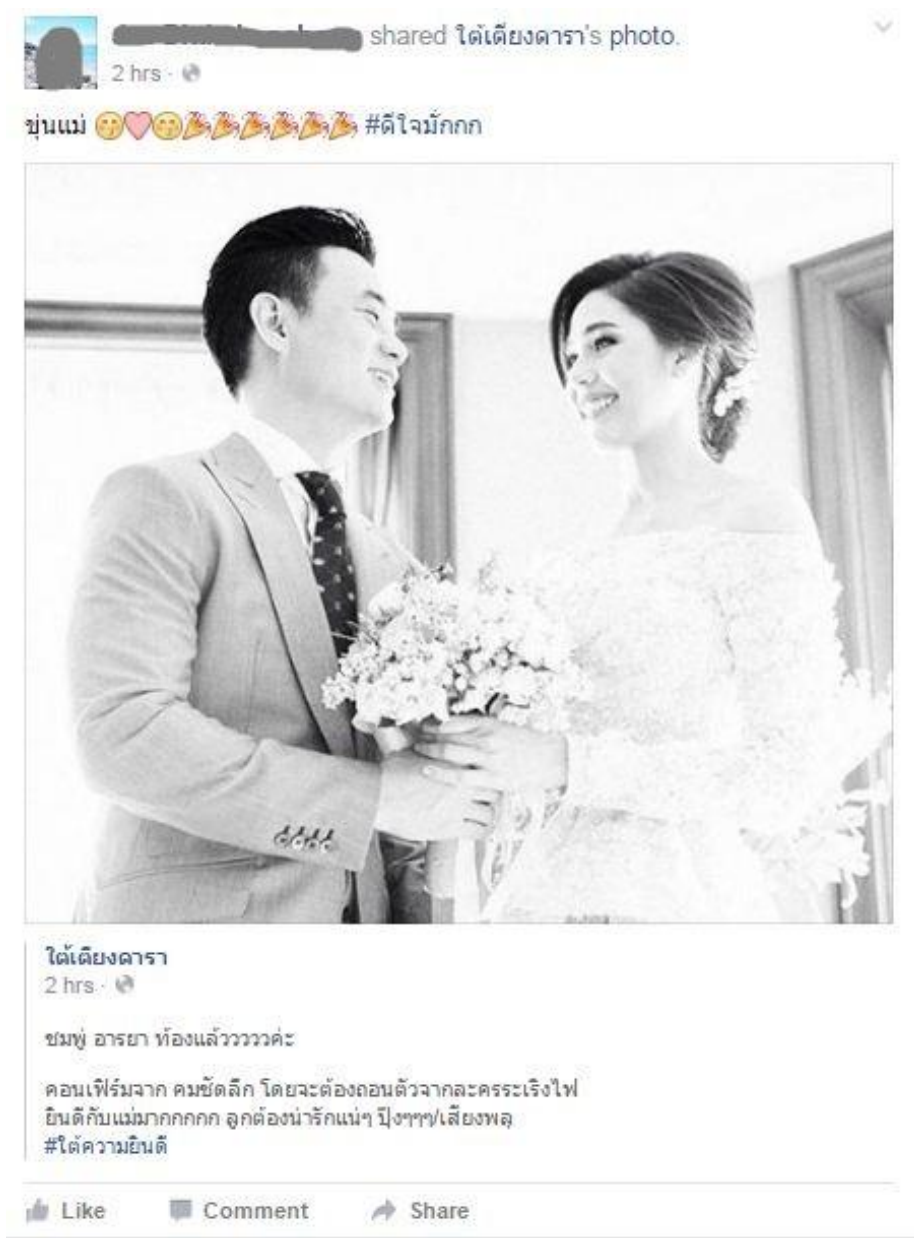 shared ใต้เตียงดารา's photo.
2 hrs ·
ขุ่นแม่ 😙❤😙🎉🎉🎉🎉🎉🎉 #ดีใจมั่กกก
ใต้เตียงดารา
2 hrs ·
ชมพู่ อารยา ท้องแล้วววววค่ะ
คอนเฟิร์มจาก คมชัดลึก โดยจะต้องถอนตัวจากละครระเริงไฟ
ยินดีกับแม่มากกกกก ลูกต้องน่ารักแน่ๆ ปุ้งๆๆๆ/เสียงพลุ
#ใต้ความยินดี
Like Comment Share